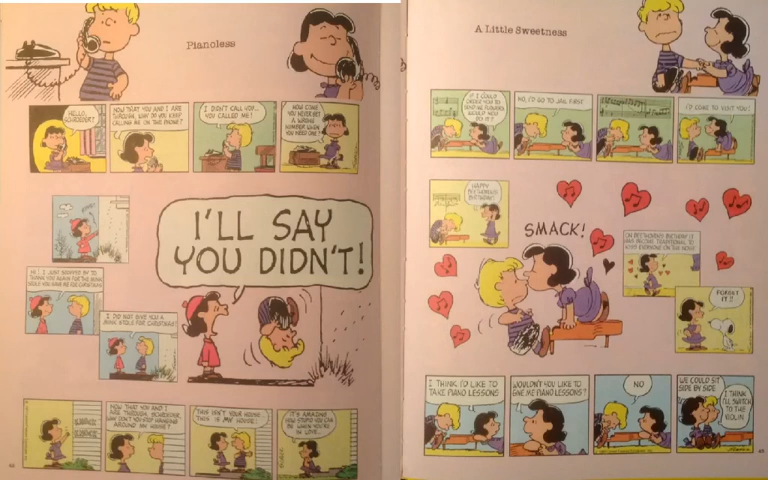 Pianoless
HELLO,
SCHROEDER?
NOW THAT YOU AND I ARE
THROUGH, WHY DO YOU KEEP
CALLING ME ON THE PHONE?
I DIDN'T CALL YOU...
YOU CALLED ME!
HOW COME
YOU NEVER GET
A WRONG
NUMBER WHEN
YOU NEED ONE?
I'LL SAY
YOU DIDN'T!
HI! I JUST STOPPED BY TO
THANK YOU AGAIN FOR THE MINK
STOLE YOU GAVE ME FOR CHRISTMAS
I DID NOT GIVE YOU A
MINK STOLE FOR CHRISTMAS!
NOW THAT YOU AND I
ARE THROUGH, SCHROEDER,
WHY DON'T YOU STOP HANGING
AROUND MY HOUSE?
THIS ISN'T YOUR HOUSE
THIS IS MY HOUSE!
IT'S AMAZING
HOW STUPID YOU CAN
BE WHEN YOU'RE
IN LOVE..
A Little Sweetness
IF I COULD
ORDER YOU TO
SEND ME FLOWERS,
WOULD YOU
DO IT?
NO, I'D GO TO JAIL FIRST
I'D COME TO VISIT YOU!
HAPPY
BEETHOVEN'S
BIRTHDAY!
SMACK!
ON BEETHOVEN'S BIRTHDAY IT
HAS BECOME TRADITIONAL TO
KISS EVERYONE ON THE NOSE!
FORGET
IT!!
I THINK I'D LIKE TO
TAKE PIANO LESSONS
WOULDN'T YOU LIKE TO
GIVE ME PIANO LESSONS?
NO
WE COULD SIT
SIDE BY SIDE
I THINK
I'LL SWITCH
TO THE
VIOLIN